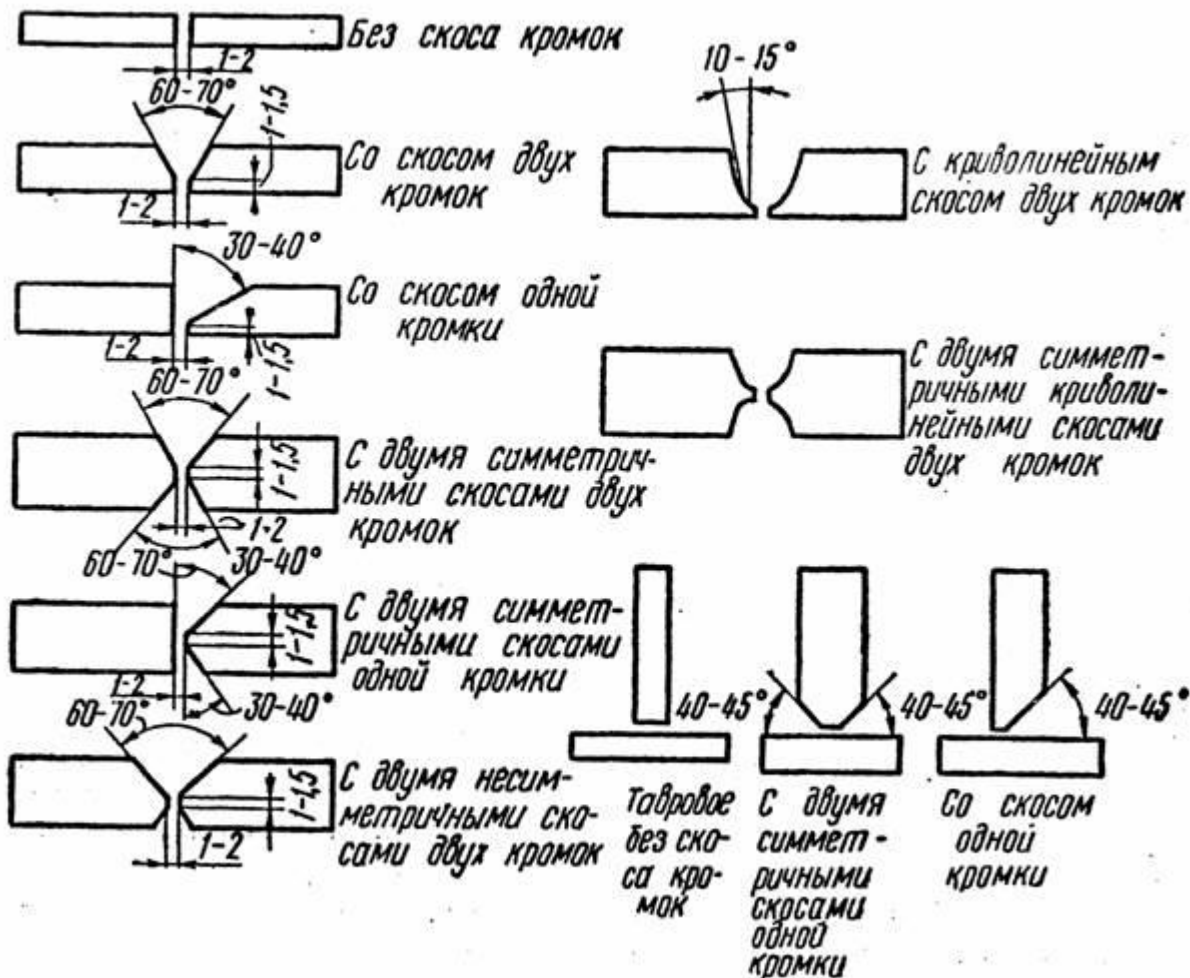 Без скоса кромок
1-2
60-70°
1-1,5
Со скосом двух
кромок
1-2
30-40°
Со скосом одной
кромки
1-2
1-1,5
60-70°
С двумя симметрич-
ными скосами двух
кромок
1-1,5
1-2
60-70°
30-40°
С двумя симмет-
ричными скосами
одной кромки
1-1,5
1-2
30-40°
60-70°
С двумя несим-
метричными ско-
сами двух кромок
1-1,5
1-2
10-15°
С криволинейным
скосом двух кромок
С двумя симмет-
ричными криволи-
нейными скосами
двух кромок
40-45°
40-45°
40-45°
Тавровое
без ско-
са кро-
мок
С двумя
симмет-
ричными
скосами
одной
кромки
Со скосом
одной
кромки